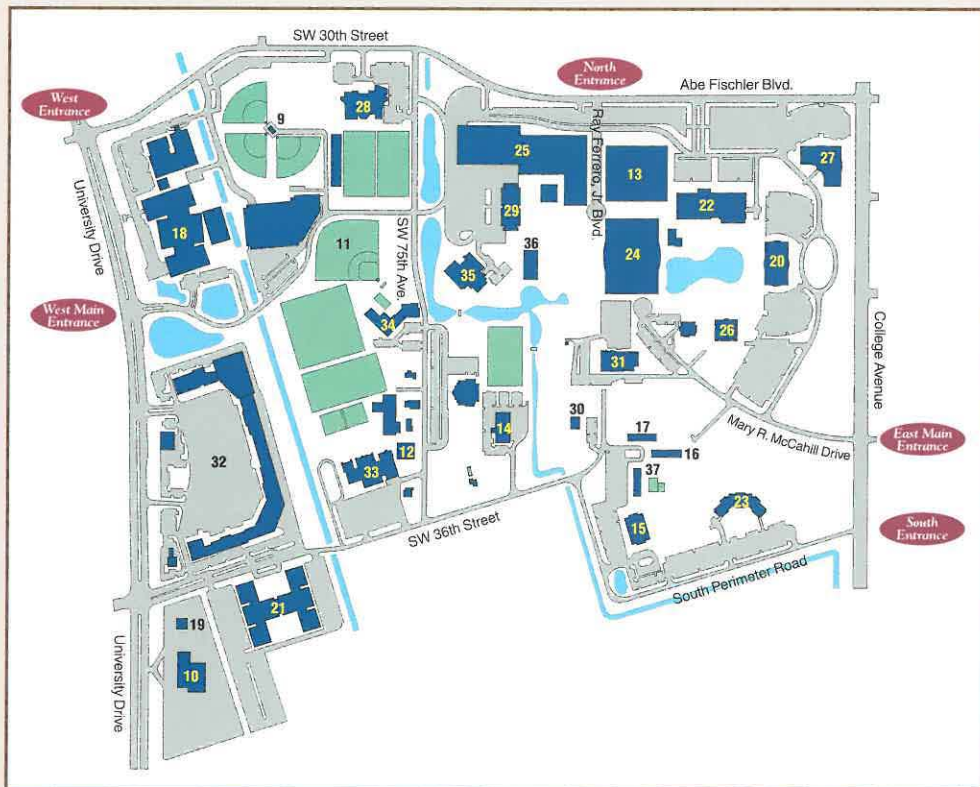 SW 30th Street
North
Entrance
Abe Fischler Blvd.
West
Entrance
9
28
25
Ray Ferrero, Jr. Blvd.
13
27
22
University Drive
18
29
11
SW 75th Ave.
36
24
20
35
West Main
Entrance
34
26
31
College Avenue
Mary R. McCahill Drive
East Main
Entrance
14
30
17
16
12
32
33
37
23
15
South
Entrance
SW 36th Street
South Perimeter Road
21
19
10
University Drive